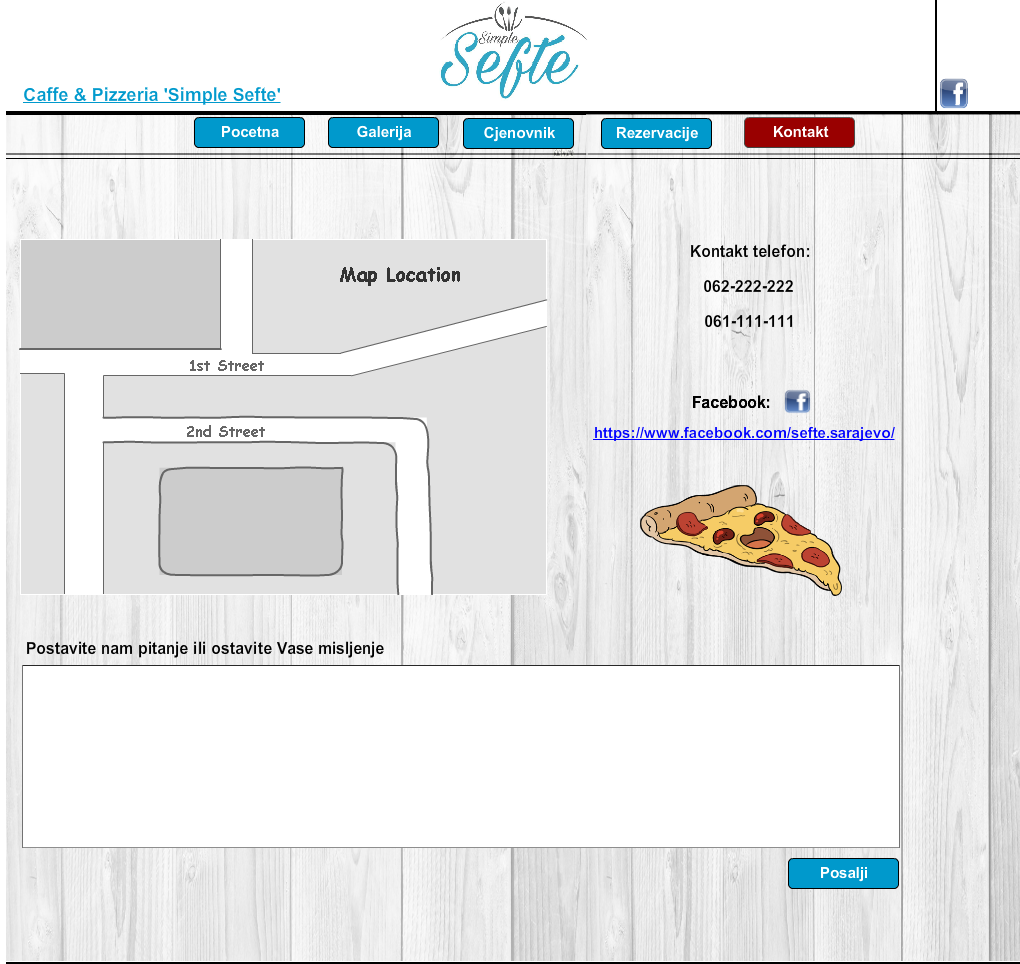 Simple
Sefte
Caffe & Pizzeria 'Simple Sefte'
f
Pocetna
Galerija
Cjenovnik
Rezervacije
Kontakt
Map Location
1st Street
2nd Street
Kontakt telefon:
062-222-222
061-111-111
Facebook: f
https://www.facebook.com/sefte.sarajevo/
Postavite nam pitanje ili ostavite Vase misljenje
Posalji